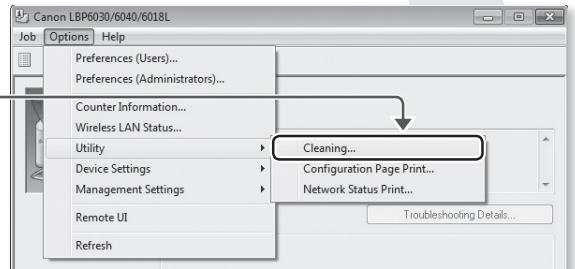 Canon LBP6030/6040/6018L
Job Options Help
Preferences (Users)...
Preferences (Administrators)...
Counter Information...
Wireless LAN Status...
Utility
Cleaning...
Device Settings
Configuration Page Print...
Management Settings
Network Status Print...
Remote UI
Troubleshooting Details...
Refresh